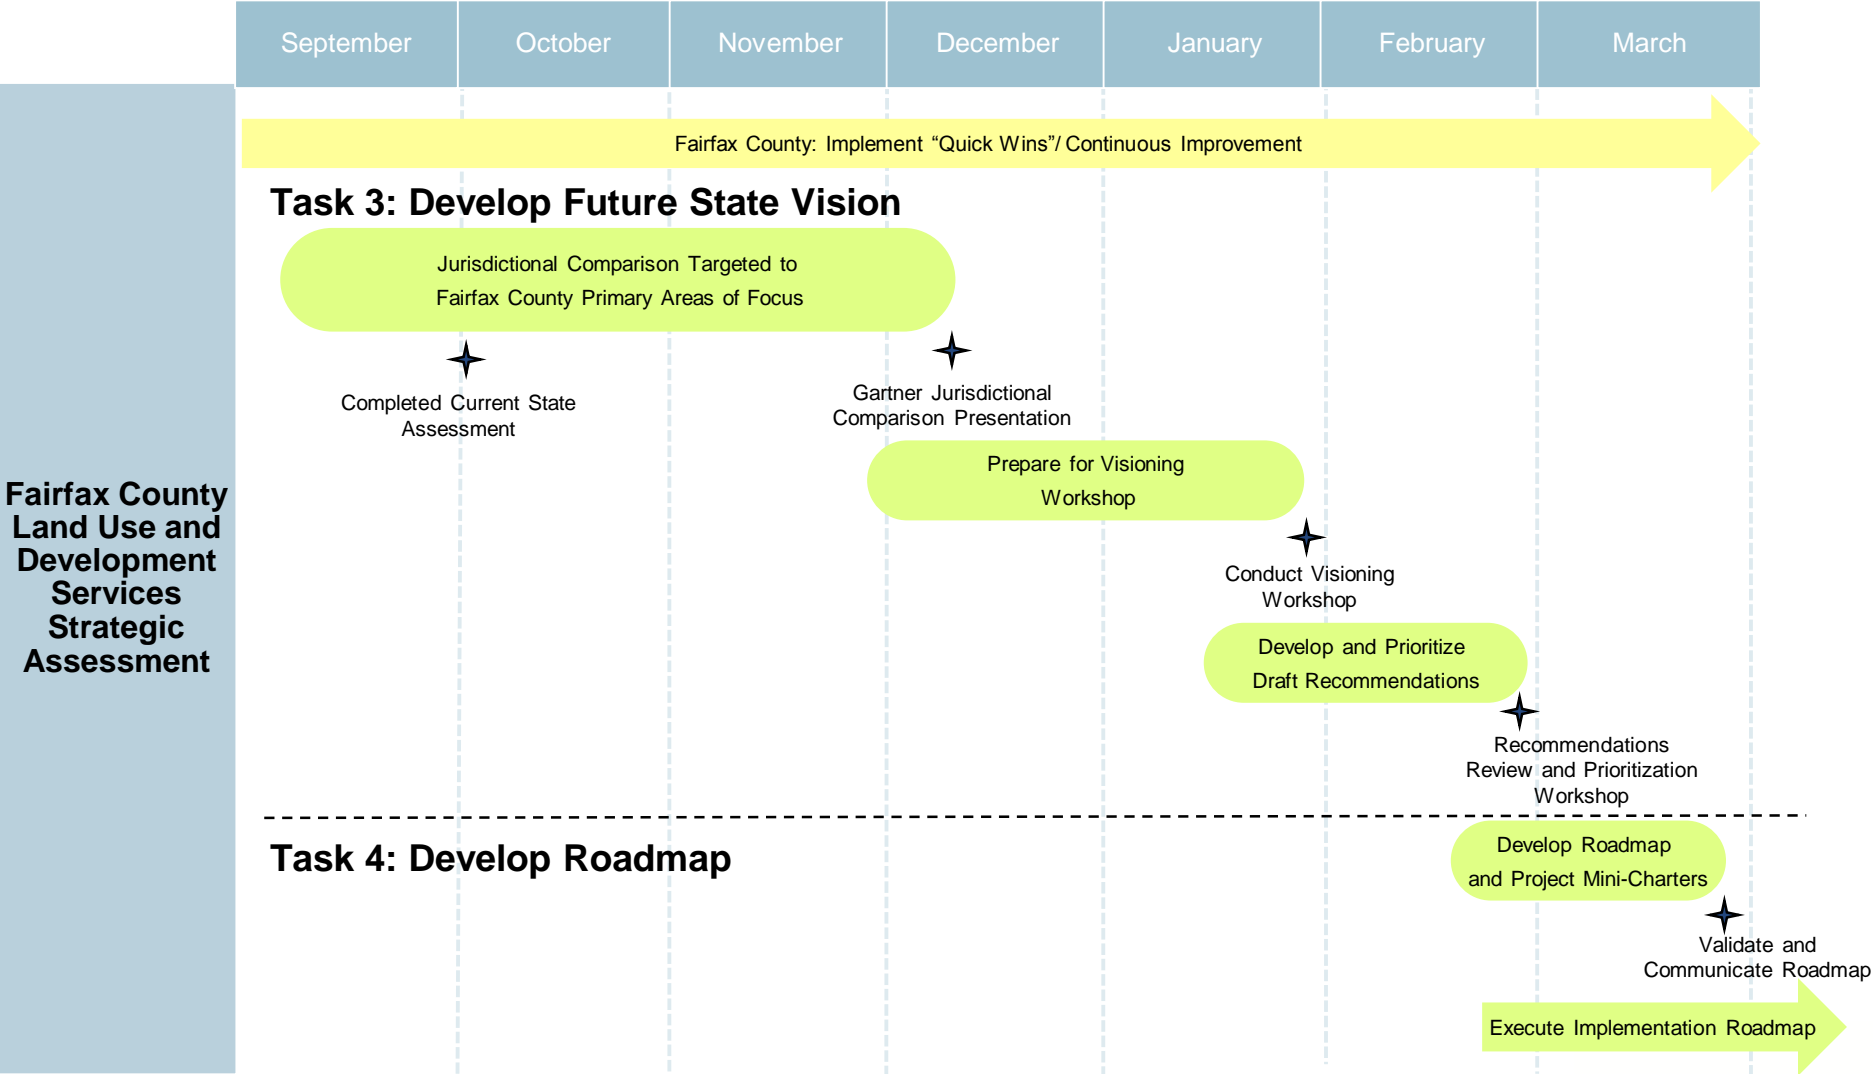 September October November December January February March
Fairfax County: Implement “Quick Wins”/ Continuous Improvement
Task 3: Develop Future State Vision
Jurisdictional Comparison Targeted to
Fairfax County Primary Areas of Focus
Completed Current State
Assessment
Gartner Jurisdictional
Comparison Presentation
Prepare for Visioning
Workshop
Fairfax County
Land Use and
Development
Services
Strategic
Assessment
Conduct Visioning
Workshop
Develop and Prioritize
Draft Recommendations
Recommendations
Review and Prioritization
Workshop
Task 4: Develop Roadmap
Develop Roadmap
and Project Mini-Charters
Validate and
Communicate Roadmap
Execute Implementation Roadmap